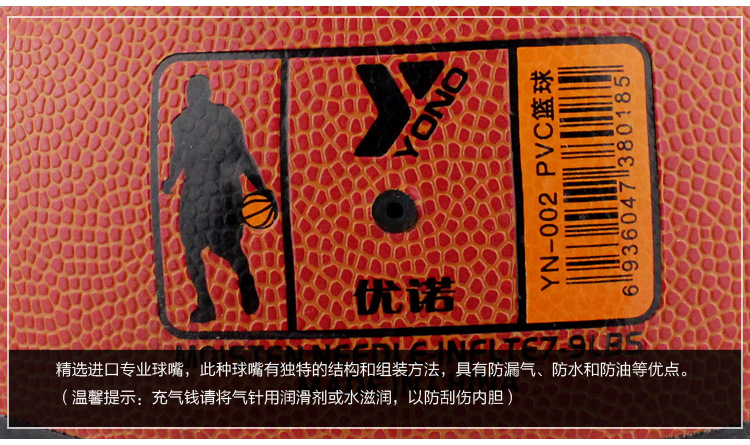 YONO
优诺
YN-002 PVC篮球
6 936047 380185
精选进口专业球嘴，此种球嘴有独特的结构和组装方法，具有防漏气、防水和防油等优点。
（温馨提示：充气钱请将气针用润滑剂或水滋润，以防刮伤内胆）